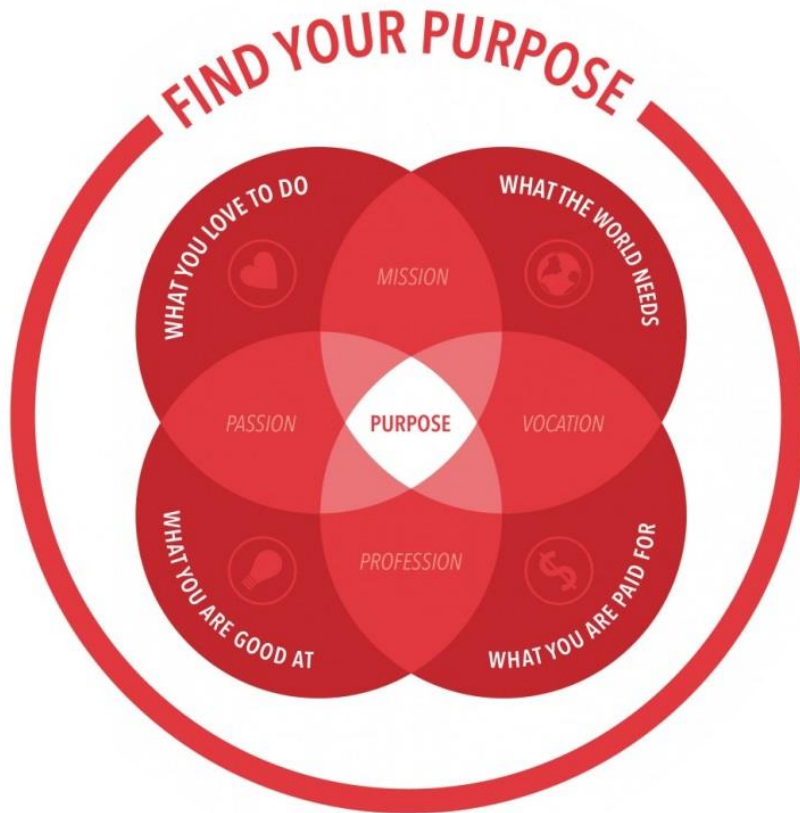 FIND YOUR PURPOSE
WHAT YOU LOVE TO DO
WHAT THE WORLD NEEDS
MISSION
PASSION
PURPOSE
VOCATION
PROFESSION
WHAT YOU ARE GOOD AT
WHAT YOU ARE PAID FOR